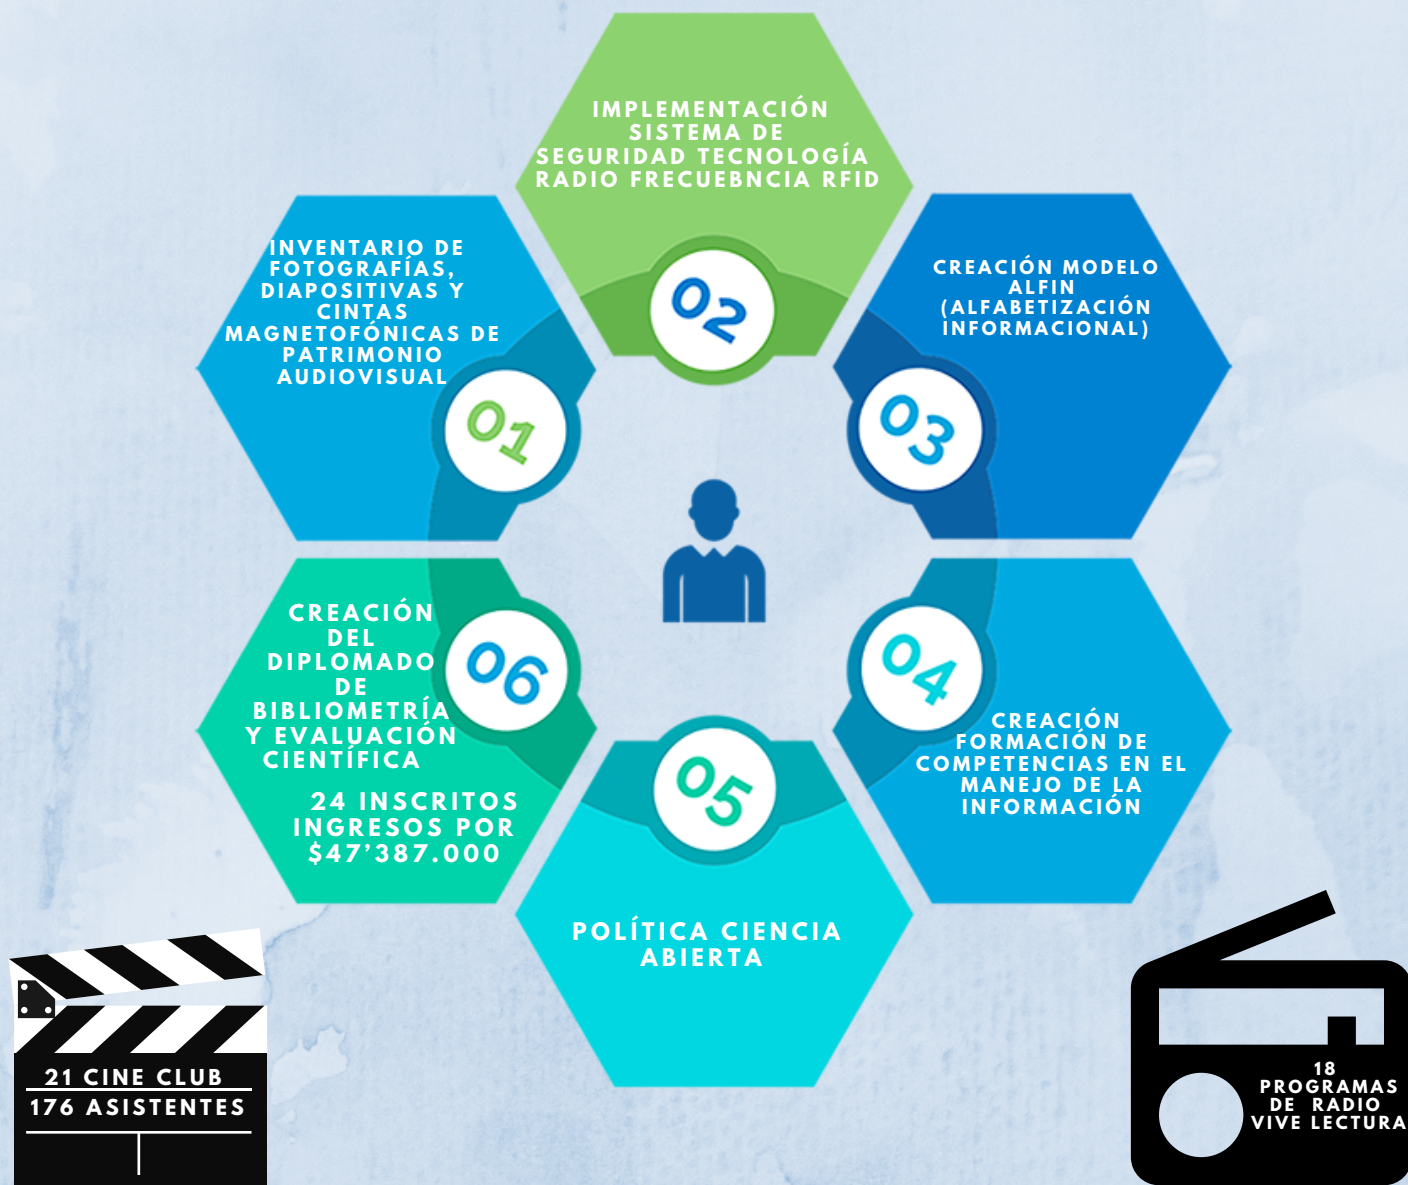 INVENTARIO DE
FOTOGRAFÍAS,
DIAPOSITIVAS Y
CINTAS
MAGNETOFÓNICAS DE
PATRIMONIO
AUDIOVISUAL
01
IMPLEMENTACIÓN
SISTEMA DE
SEGURIDAD TECNOLOGÍA
RADIO FRECUEBNCIA RFID
02
CREACIÓN MODELO
ALFIN
(ALFABETIZACIÓN
INFORMACIONAL)
03
04
CREACIÓN
FORMACIÓN DE
COMPETENCIAS EN EL
MANEJO DE LA
INFORMACIÓN
05
POLÍTICA CIENCIA
ABIERTA
06
CREACIÓN
DEL
DIPLOMADO
DE
BIBLIOMETRÍA
Y EVALUACIÓN
CIENTÍFICA
24 INSCRITOS
INGRESOS POR
$47’387.000
21 CINE CLUB
176 ASISTENTES
18
PROGRAMAS
DE RADIO
VIVE LECTURA